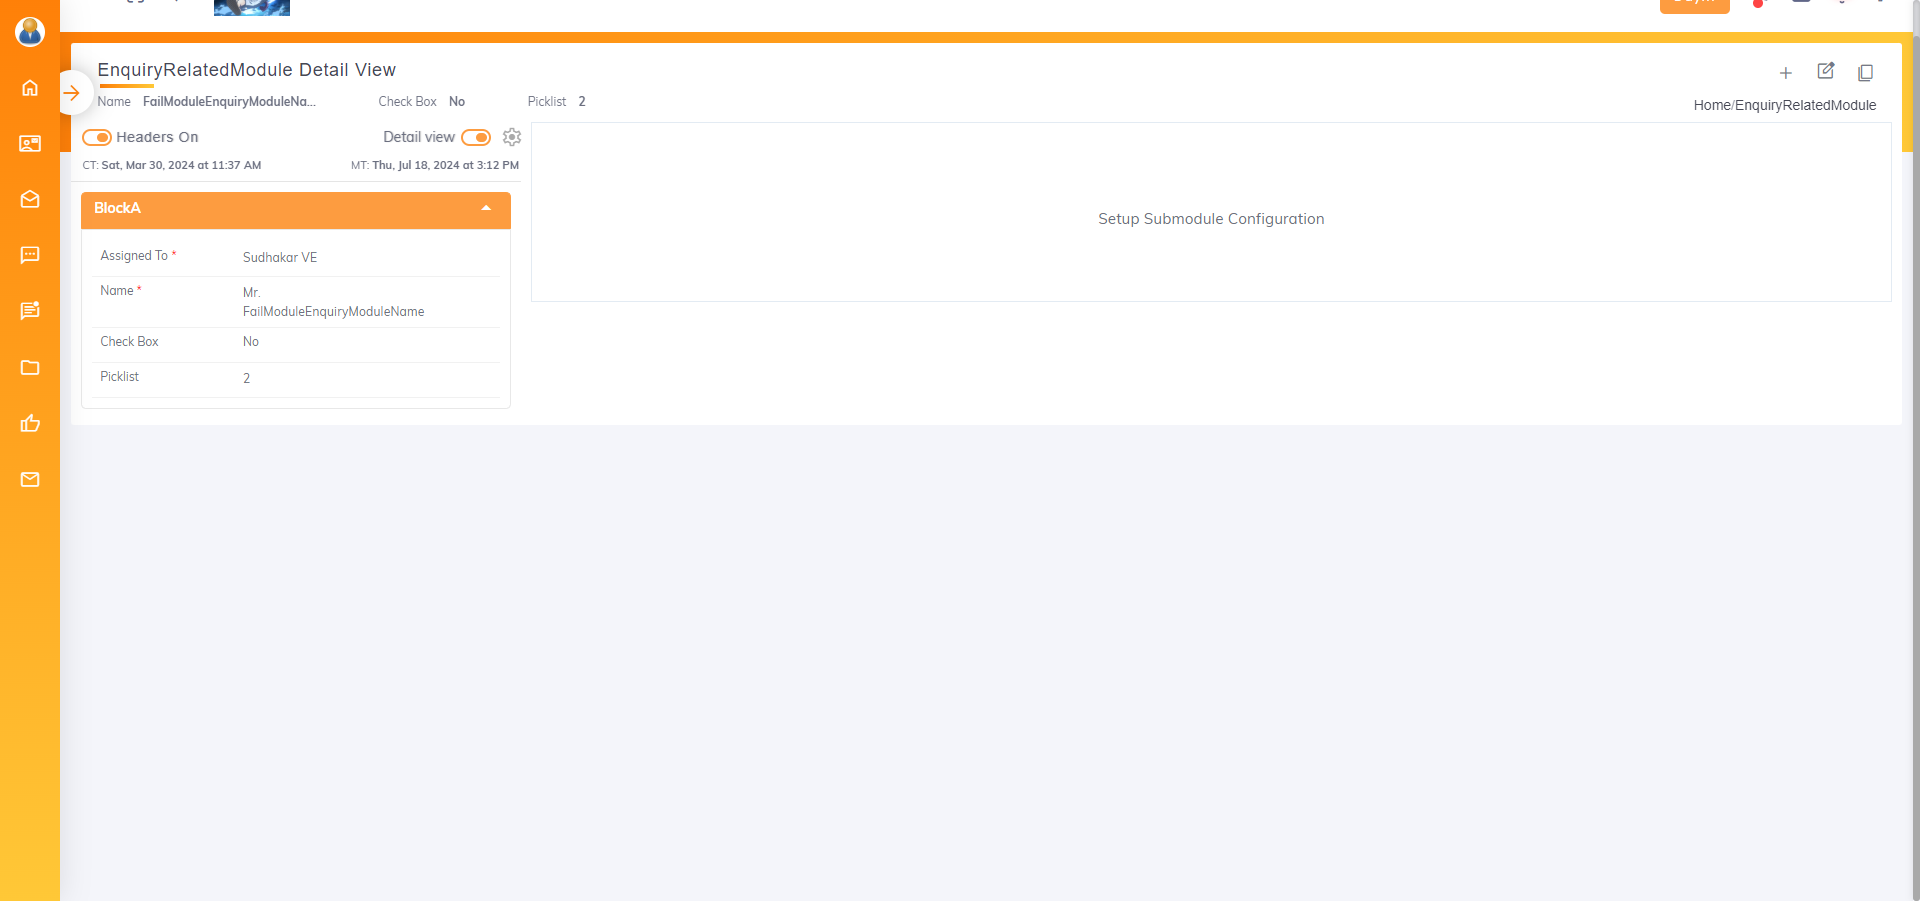 EnquiryRelatedModule Detail View
Name FailModuleEnquiryModuleNa... Check Box No Picklist 2
Home/EnquiryRelatedModule
Headers On Detail view
CT: Sat, Mar 30, 2024 at 11:37 AM MT: Thu, Jul 18, 2024 at 3:12 PM
BlockA
Assigned To * Sudhakar VE
Name * Mr.
FailModuleEnquiryModuleName
Check Box No
Picklist 2
Setup Submodule Configuration